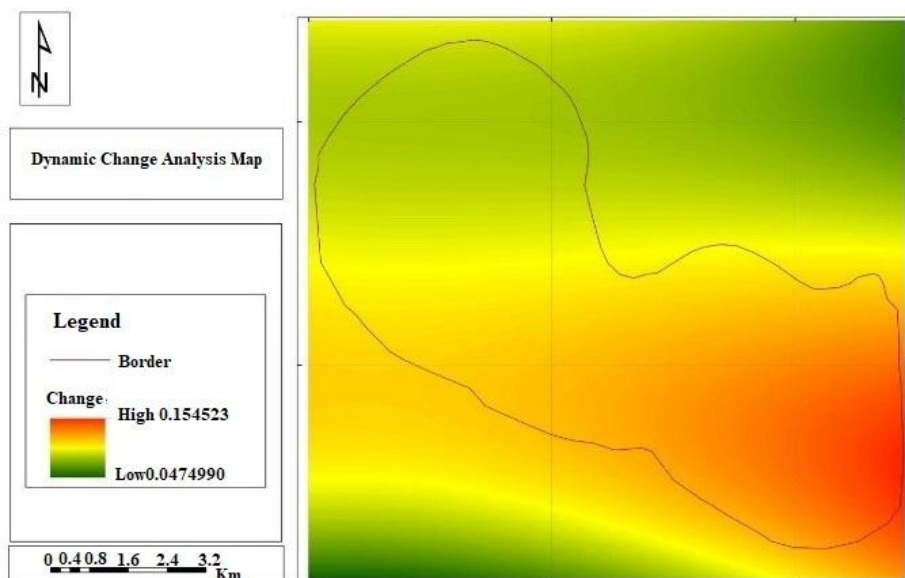 N
Dynamic Change Analysis Map
Legend
Border
Change:
High 0.154523
Low0.0474990
0 0.4 0.8 1.6 2.4 3.2
Km